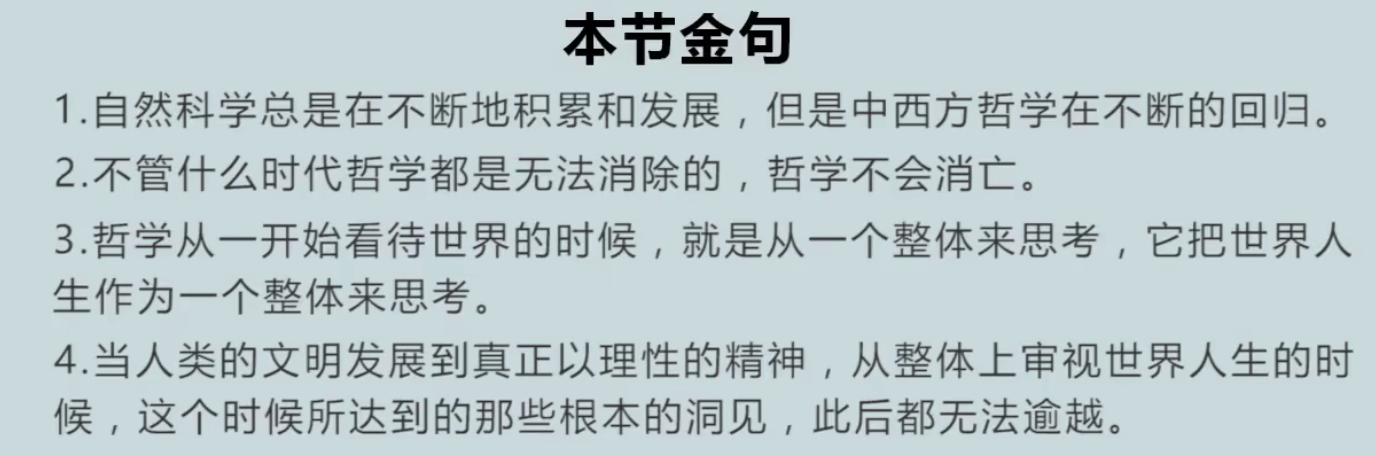 本节金句
1.自然科学总是在不断地积累和发展，但是中西方哲学在不断的回归。
2.不管什么时代哲学都是无法消除的，哲学不会消亡。
3.哲学从一开始看待世界的时候，就是从一个整体来思考，它把世界人
生作为一个整体来思考。
4.当人类的文明发展到真正以理性的精神，从整体上审视世界人生的时
候，这个时候所达到的那些根本的洞见，此后都无法逾越。